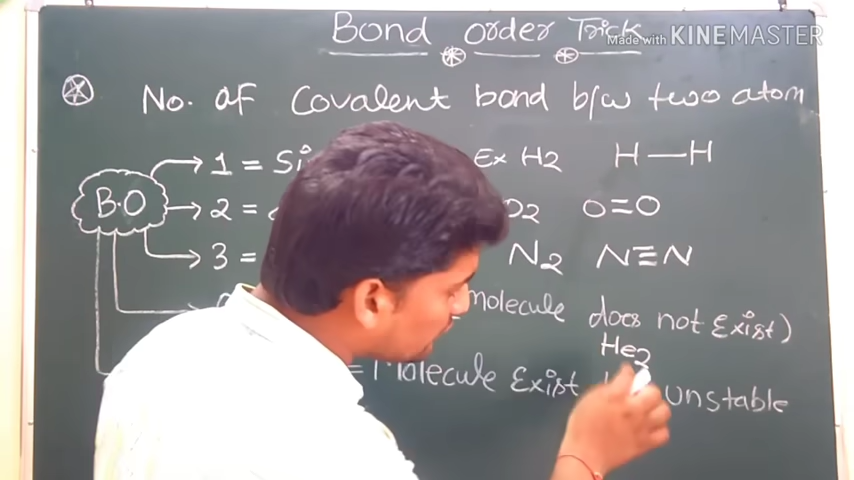 Bond order Trick
Made with KINEMASTER
No. of Covalent bond b/w two atom
B.O
1 = Ex H2 H—H
2 = O2 O=O
3 = N2 N≡N
molecule does not Exist)
He2
= Molecule Exist unstable